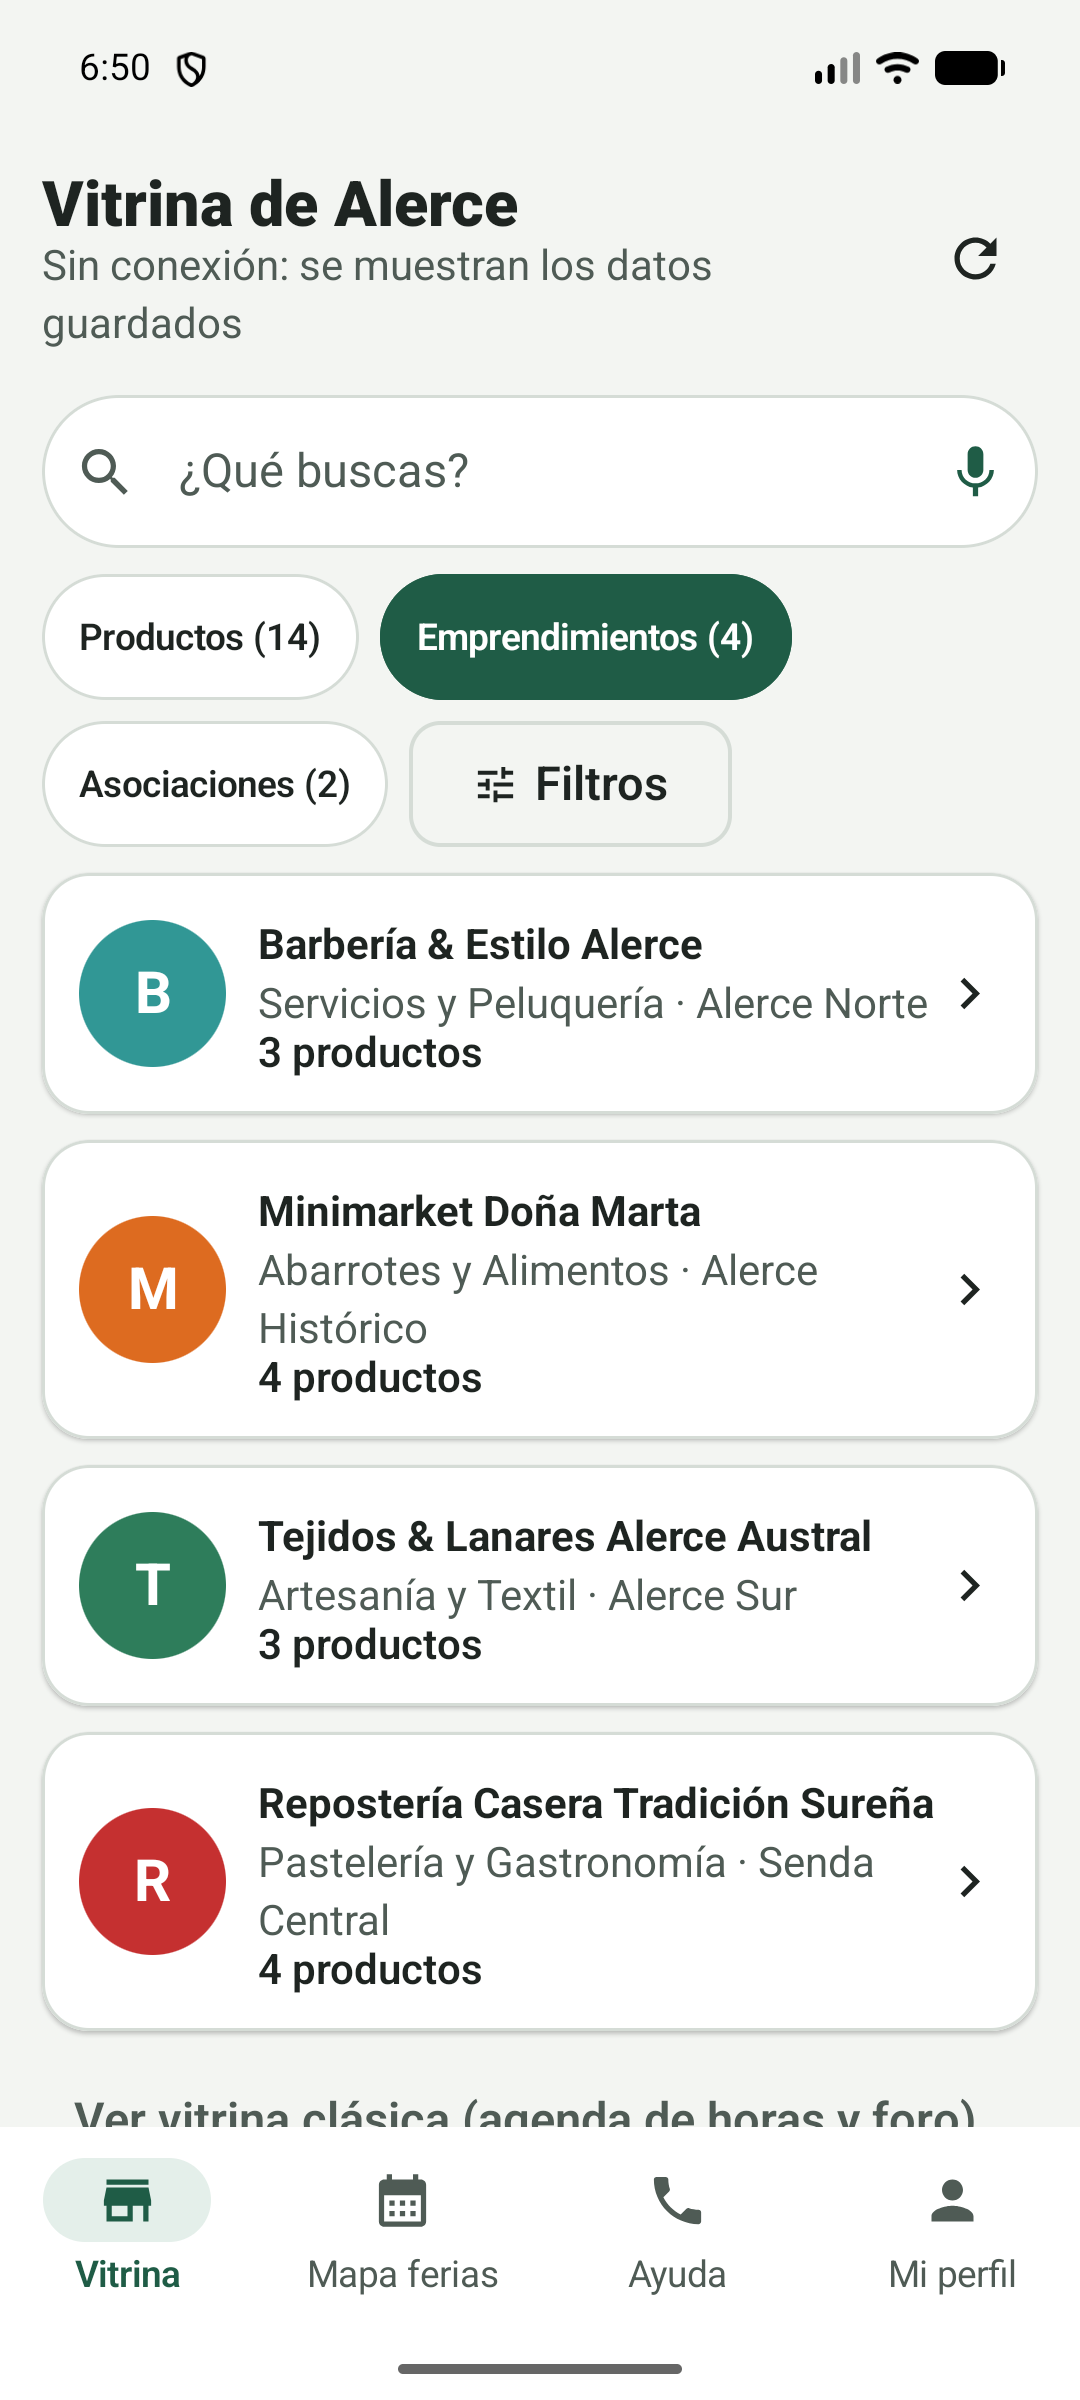 6:50
Vitrina de Alerce
Sin conexión: se muestran los datos
guardados
¿Qué buscas?
Productos (14)
Emprendimientos (4)
Asociaciones (2)
Filtros
B
Barbería & Estilo Alerce
Servicios y Peluquería · Alerce Norte
3 productos
M
Minimarket Doña Marta
Abarrotes y Alimentos · Alerce
Histórico
4 productos
T
Tejidos & Lanares Alerce Austral
Artesanía y Textil · Alerce Sur
3 productos
R
Repostería Casera Tradición Sureña
Pastelería y Gastronomía · Senda
Central
4 productos
Ver vitrina clásica (agenda de horas y foro)
Vitrina
Mapa ferias
Ayuda
Mi perfil